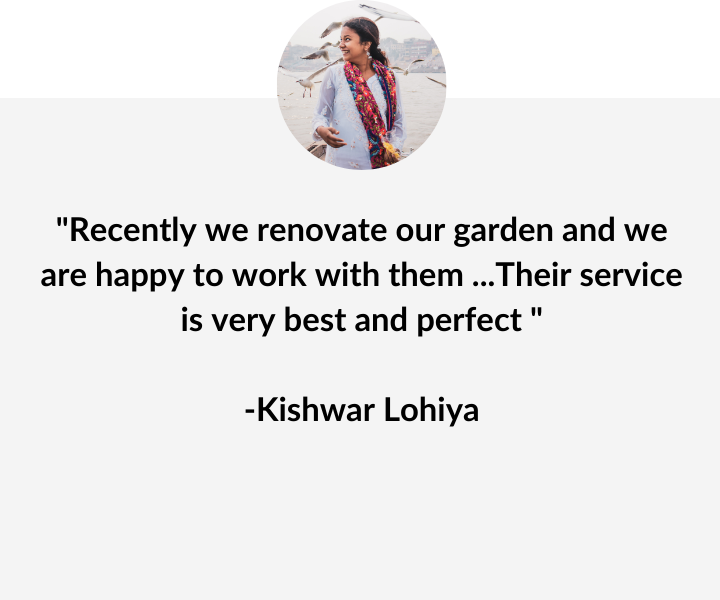 "Recently we renovate our garden and we
are happy to work with them ...Their service
is very best and perfect "
-Kishwar Lohiya